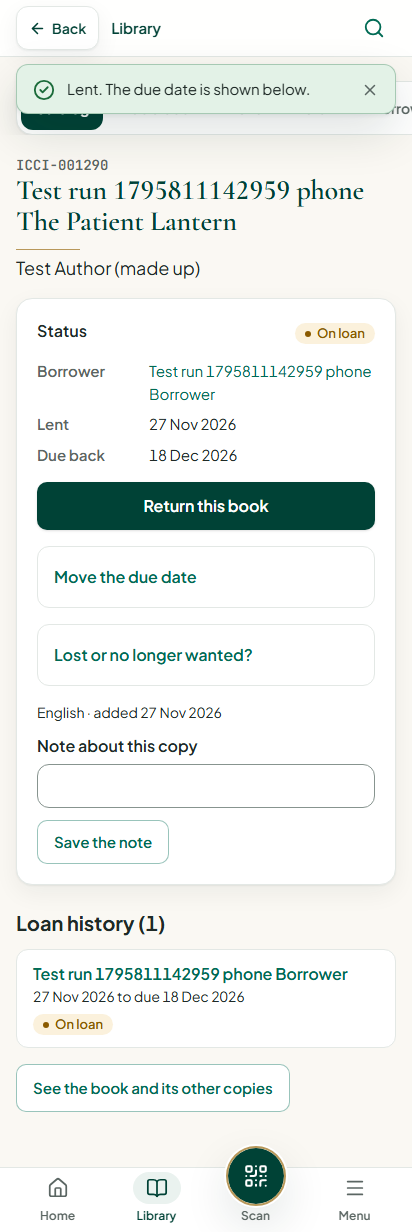 Back
Library
Lent. The due date is shown below.
ICCI-001290
Test run 1795811142959 phone
The Patient Lantern
Test Author (made up)
Status
On loan
Borrower
Test run 1795811142959 phone
Borrower
Lent
27 Nov 2026
Due back
18 Dec 2026
Return this book
Move the due date
Lost or no longer wanted?
English · added 27 Nov 2026
Note about this copy
Save the note
Loan history (1)
Test run 1795811142959 phone Borrower
27 Nov 2026 to due 18 Dec 2026
On loan
See the book and its other copies
Home
Library
Scan
Menu